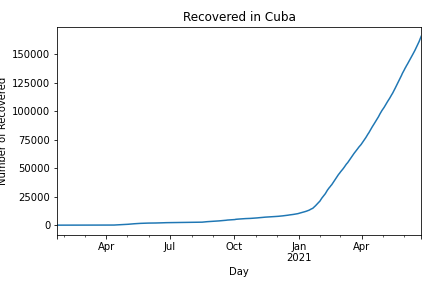 Recovered in Cuba
Number of Recovered
150000
125000
100000
75000
50000
25000
0
Apr
Jul
Oct
Jan
2021
Apr
Day